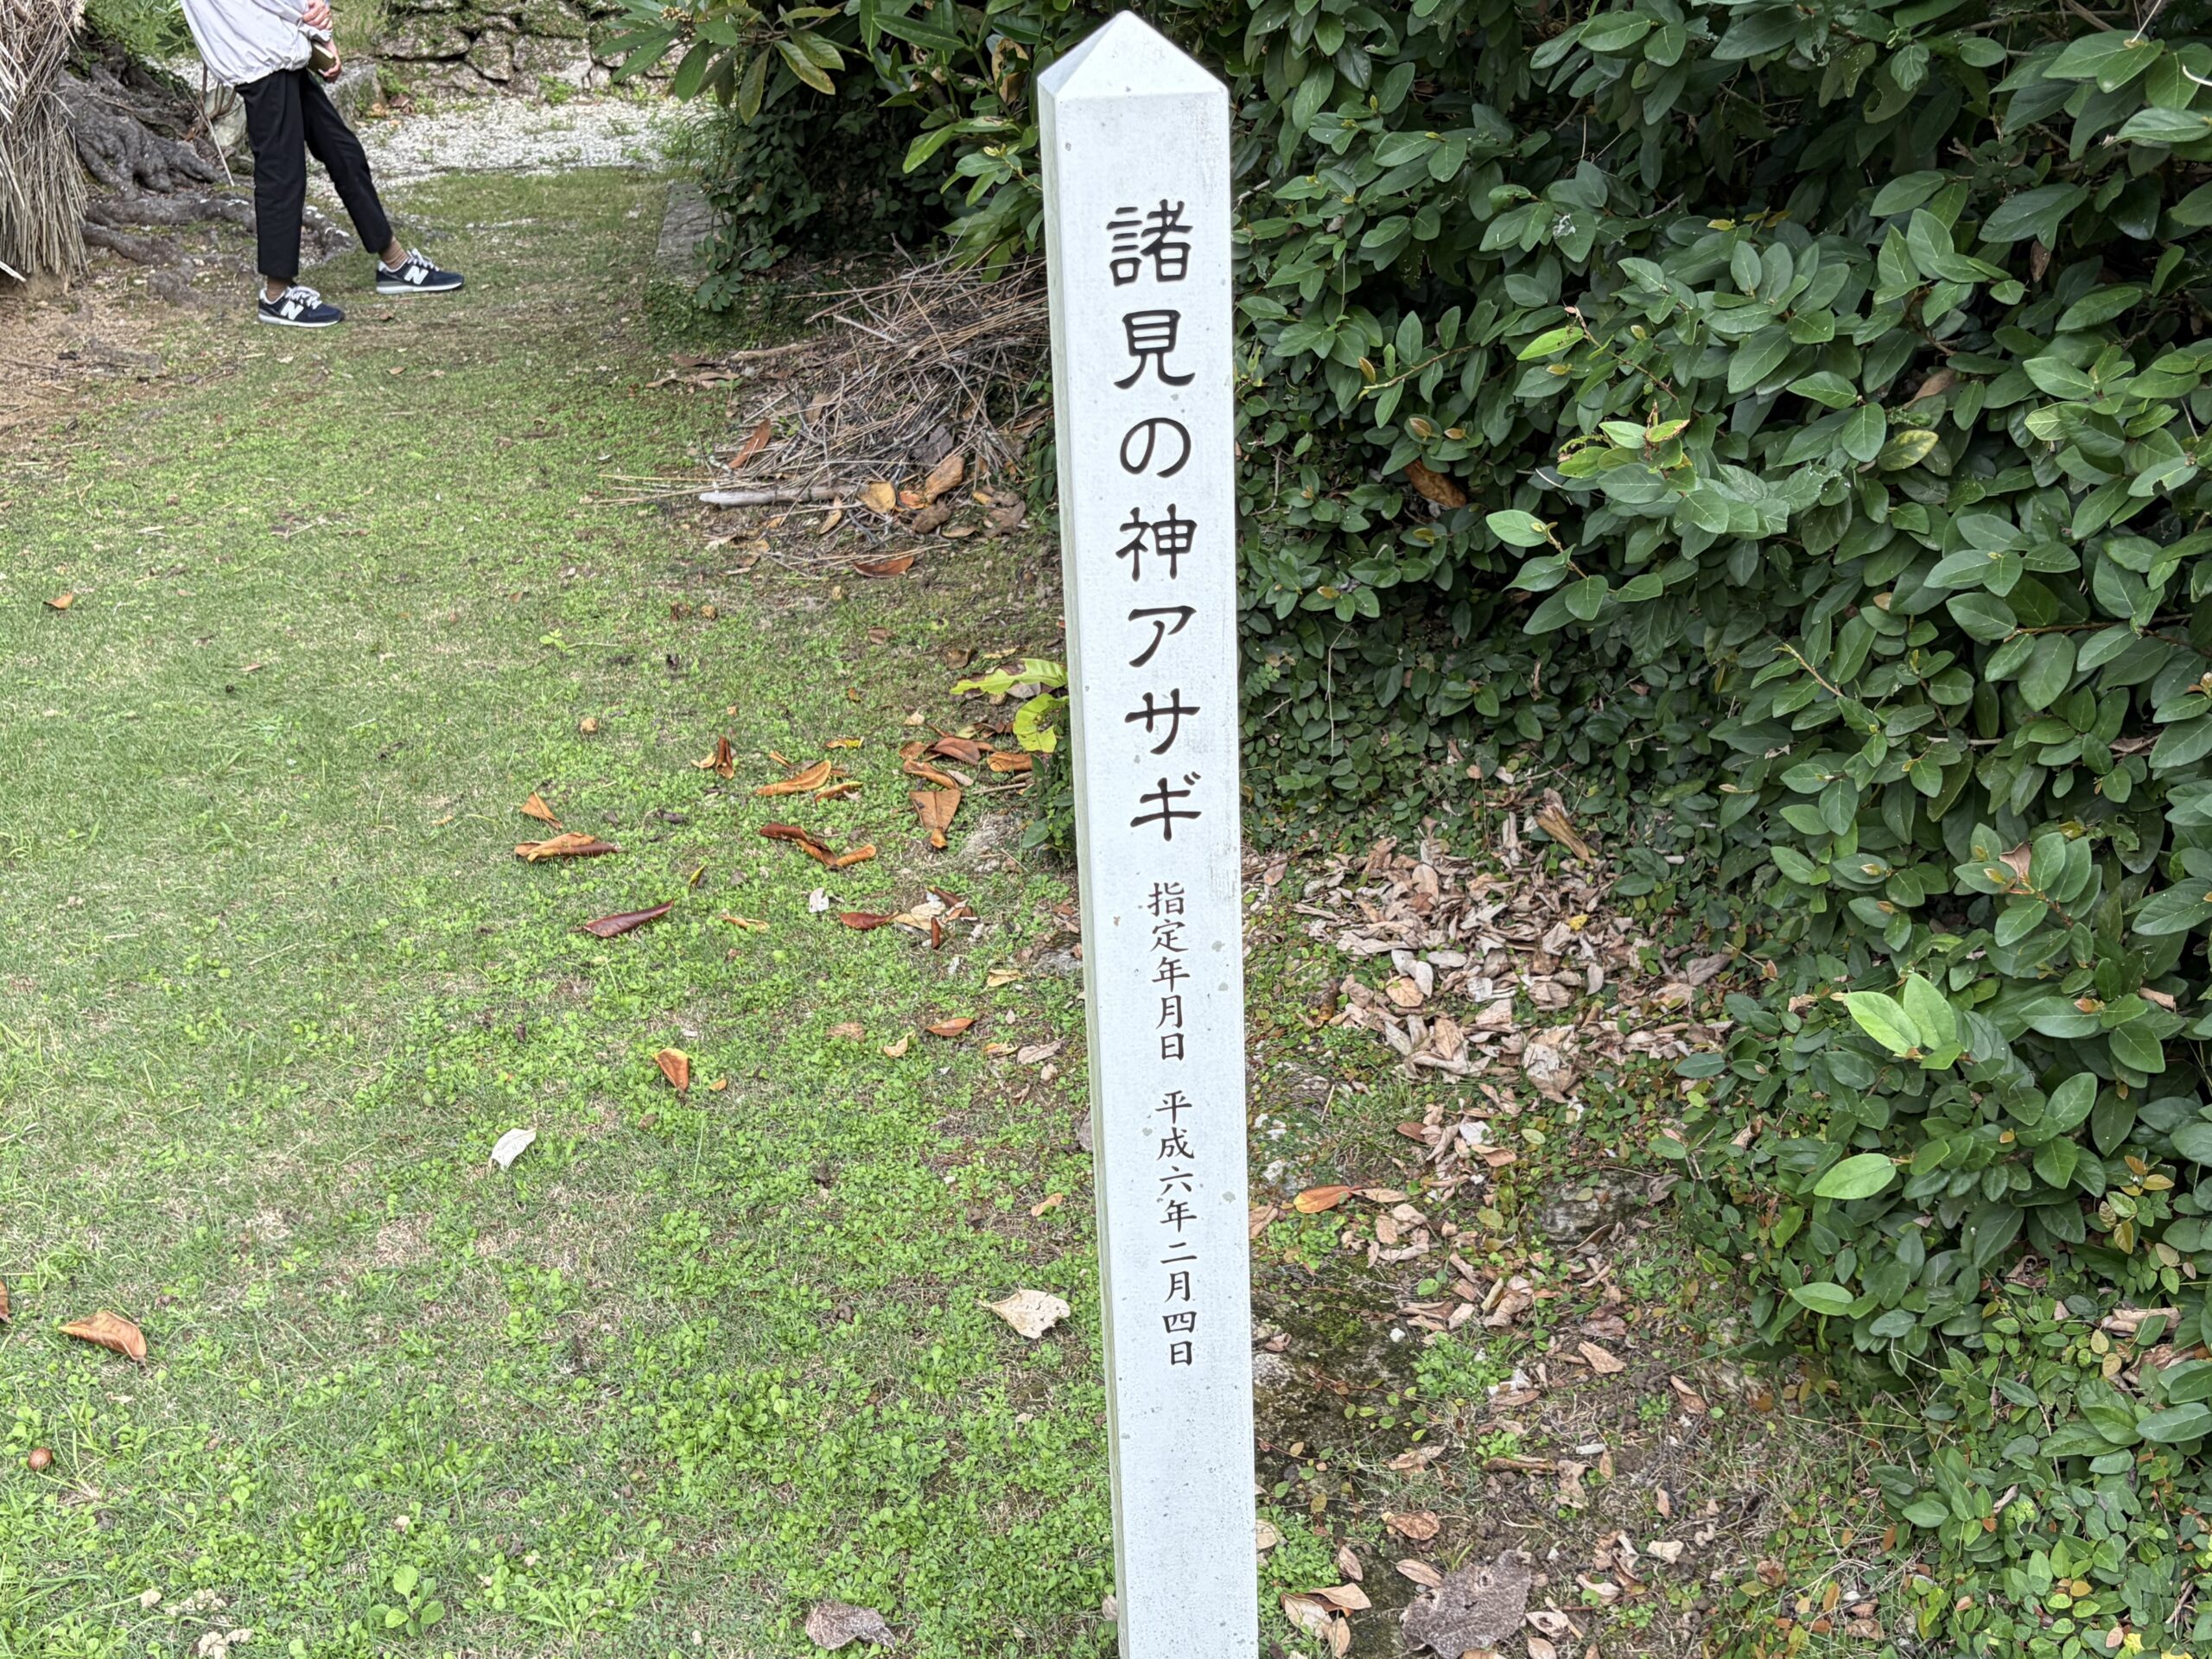 諸見の神アサギ
指定年月日 平成六年二月四日
N
N